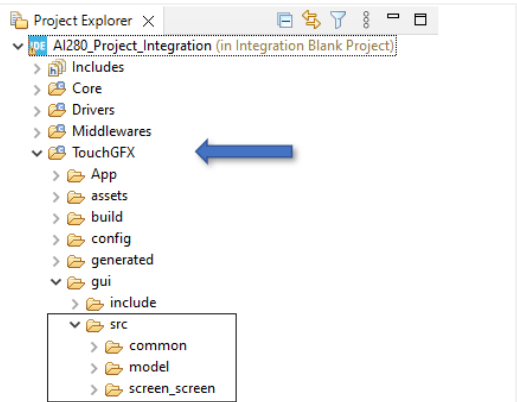 Project Explorer
IDE AI280_Project_Integration (in Integration Blank Project)
Includes
Core
Drivers
Middlewares
TouchGFX
App
assets
build
config
generated
gui
include
src
common
model
screen_screen